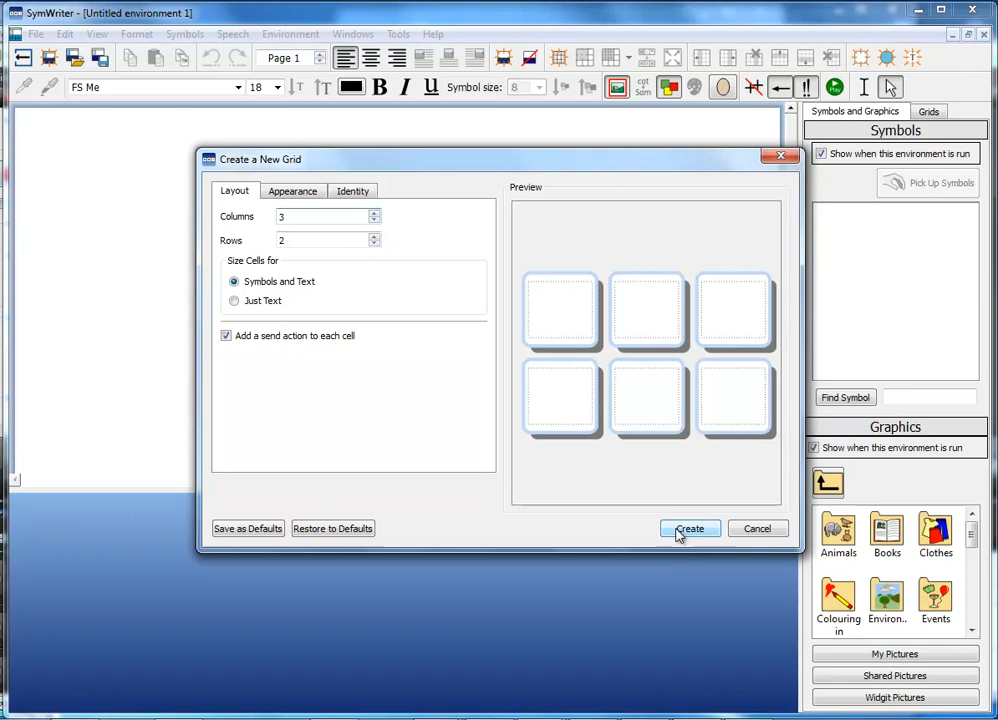 SymWriter - [Untitled environment 1]
File Edit View Format Symbols Speech Environment Windows Tools Help
Page 1
FS Me 18 B I U Symbol size: 8 cat Sam !! Play
Symbols and Graphics Grids
Symbols
Show when this environment is run
Pick Up Symbols
Find Symbol
Graphics
Show when this environment is run
Animals Books Clothes
Colouring in Environ.. Events
My Pictures
Shared Pictures
Widgit Pictures
Create a New Grid
Layout Appearance Identity
Columns 3
Rows 2
Size Cells for
Symbols and Text
Just Text
Add a send action to each cell
Preview
Save as Defaults Restore to Defaults Create Cancel